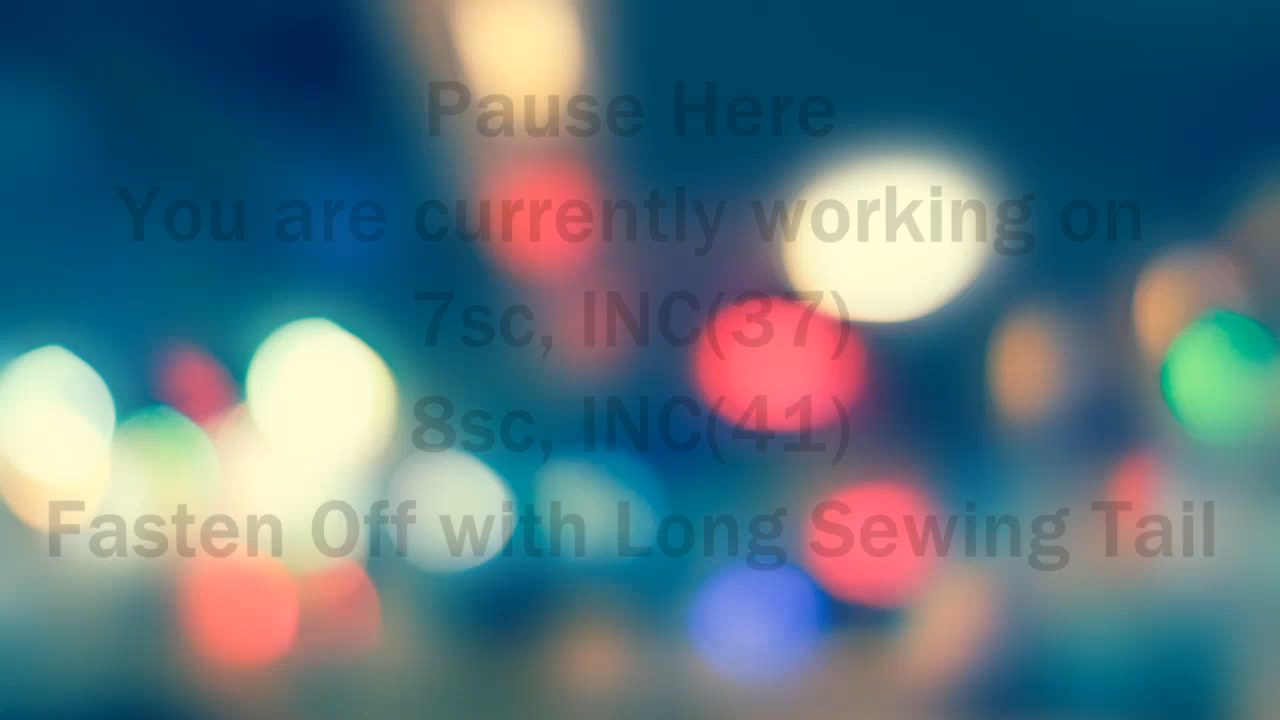 Pause Here
You are currently working on
7sc, INC(37)
8sc, INC(41)
Fasten Off with Long Sewing Tail